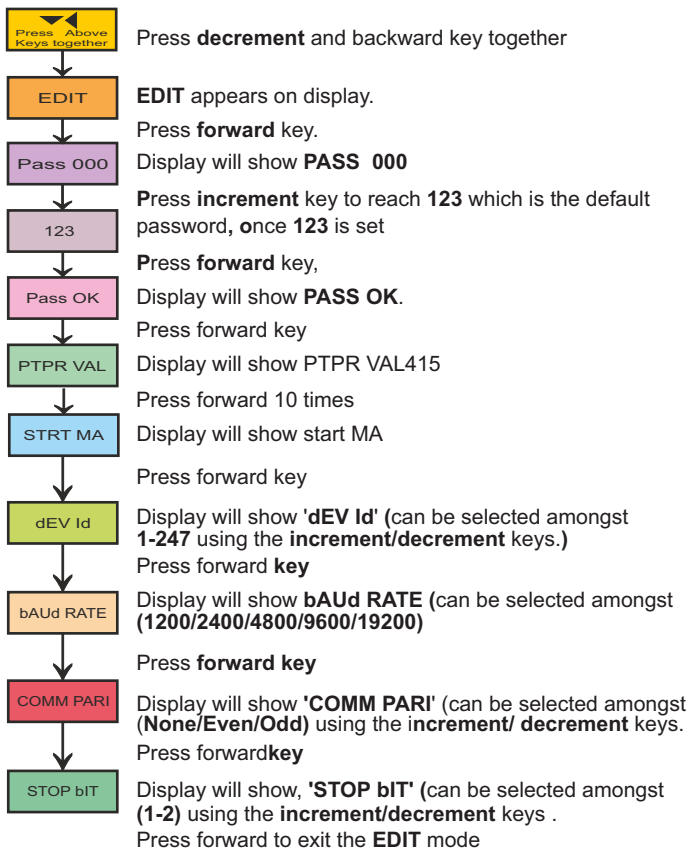 Press Above
Keys together
Press decrement and backward key together
EDIT
EDIT appears on display.
Press forward key.
Pass 000
Display will show PASS 000
Press increment key to reach 123 which is the default
password, once 123 is set
123
Press forward key,
Pass OK
Display will show PASS OK.
Press forward key
PTPR VAL
Display will show PTPR VAL415
Press forward 10 times
STRT MA
Display will show start MA
Press forward key
dEV Id
Display will show 'dEV Id' (can be selected amongst
1-247 using the increment/decrement keys.)
Press forward key
bAUd RATE
Display will show bAUd RATE (can be selected amongst
(1200/2400/4800/9600/19200)
Press forward key
COMM PARI
Display will show 'COMM PARI' (can be selected amongst
(None/Even/Odd) using the increment/ decrement keys.
Press forwardkey
STOP bIT
Display will show, 'STOP bIT' (can be selected amongst
(1-2) using the increment/decrement keys .
Press forward to exit the EDIT mode